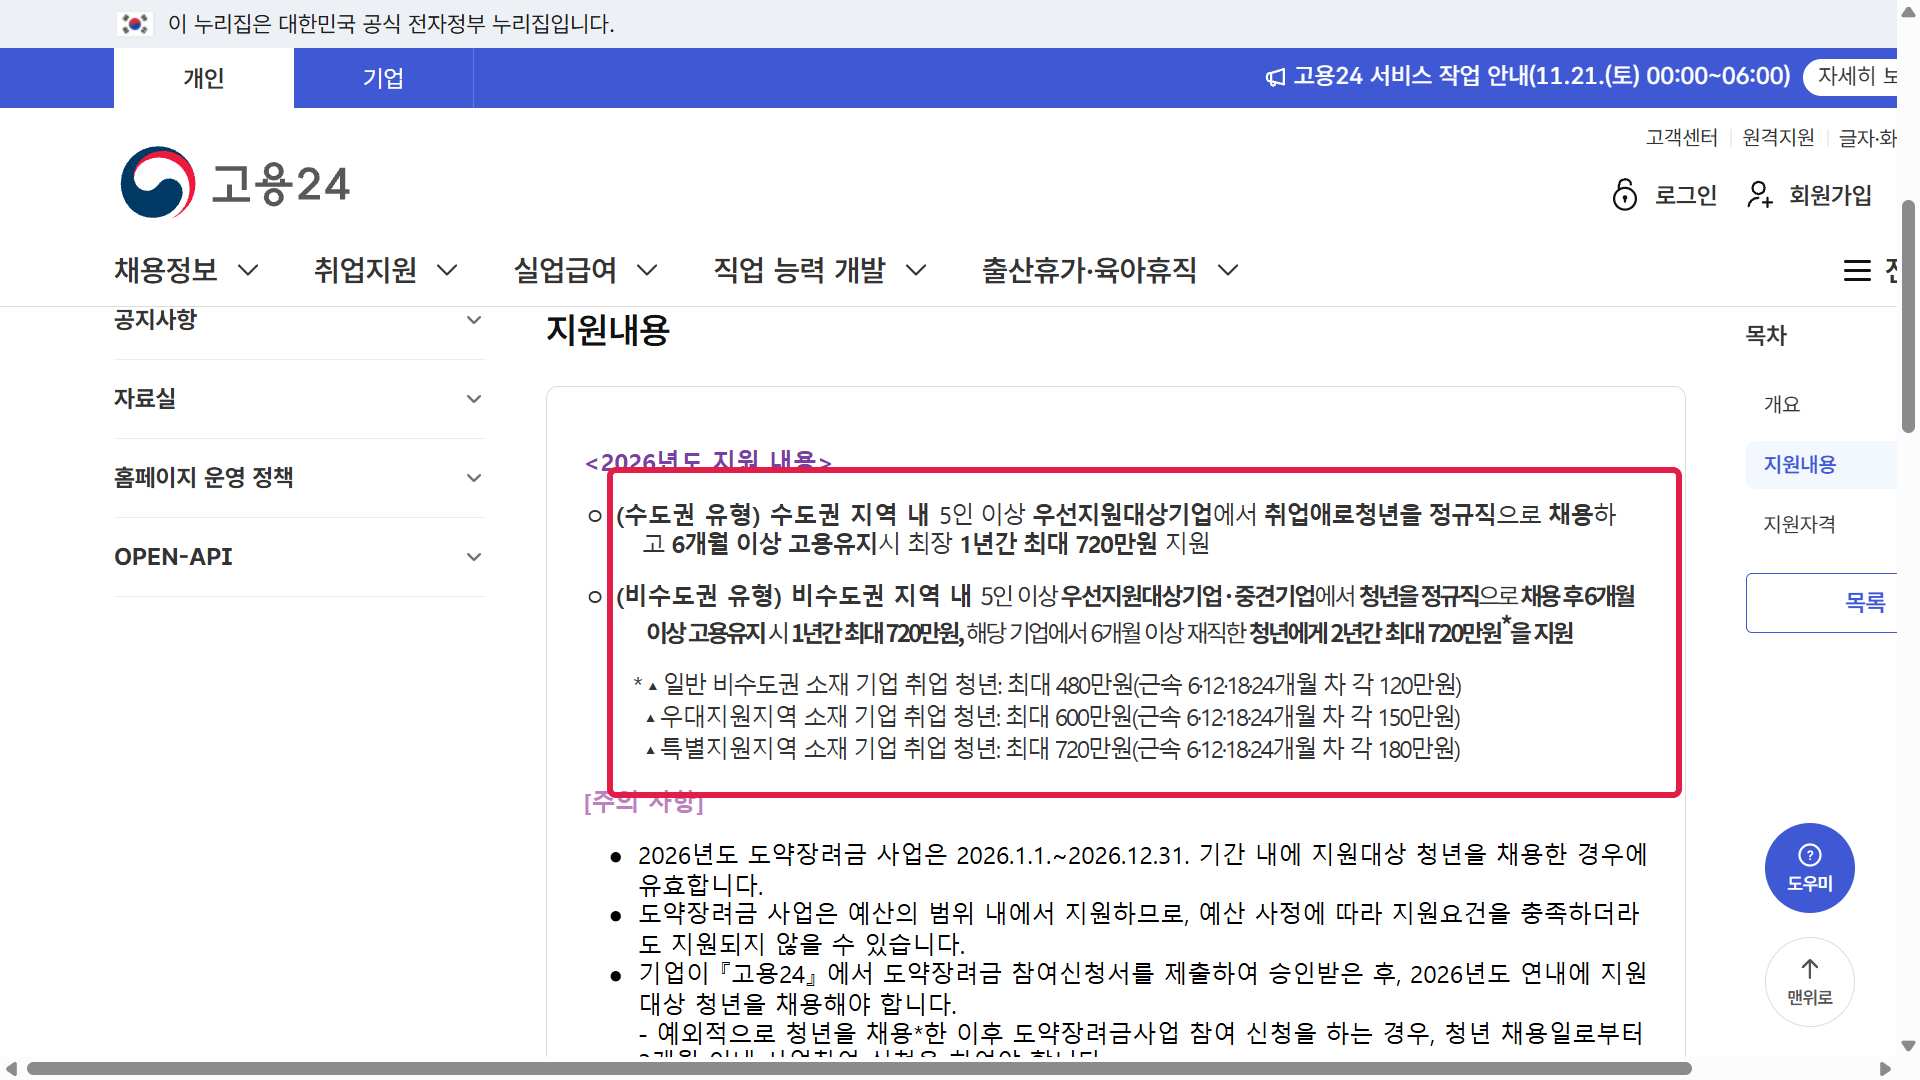 이 누리집은 대한민국 공식 전자정부 누리집입니다.
개인
기업
고용24 서비스 작업 안내(11.21.(토) 00:00~06:00)
자세히 보
고객센터
원격지원
글자·화
고용24
로그인
회원가입
채용정보
취업지원
실업급여
직업 능력 개발
출산휴가·육아휴직
공지사항
자료실
홈페이지 운영 정책
OPEN-API
지원내용
<2026년도 지원 내용>
○ (수도권 유형) 수도권 지역 내 5인 이상 우선지원대상기업에서 취업애로청년을 정규직으로 채용하
고 6개월 이상 고용유지시 최장 1년간 최대 720만원 지원
○ (비수도권 유형) 비수도권 지역 내 5인 이상 우선지원대상기업·중견기업에서 청년을 정규직으로 채용 후 6개월
이상 고용유지 시 1년간 최대 720만원, 해당 기업에서 6개월 이상 재직한 청년에게 2년간 최대 720만원*을 지원
* ▲ 일반 비수도권 소재 기업 취업 청년: 최대 480만원(근속 6·12·18·24개월 차 각 120만원)
▲ 우대지원지역 소재 기업 취업 청년: 최대 600만원(근속 6·12·18·24개월 차 각 150만원)
▲ 특별지원지역 소재 기업 취업 청년: 최대 720만원(근속 6·12·18·24개월 차 각 180만원)
[주의 사항]
● 2026년도 도약장려금 사업은 2026.1.1.~2026.12.31. 기간 내에 지원대상 청년을 채용한 경우에
유효합니다.
● 도약장려금 사업은 예산의 범위 내에서 지원하므로, 예산 사정에 따라 지원요건을 충족하더라
도 지원되지 않을 수 있습니다.
● 기업이 『고용24』 에서 도약장려금 참여신청서를 제출하여 승인받은 후, 2026년도 연내에 지원
대상 청년을 채용해야 합니다.
- 예외적으로 청년을 채용*한 이후 도약장려금사업 참여 신청을 하는 경우, 청년 채용일로부터
목차
개요
지원내용
지원자격
목록
도우미
맨위로